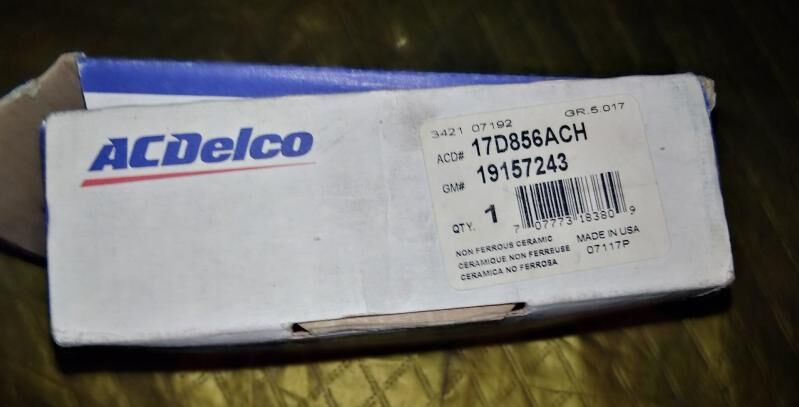 ACDelco
3421 07192 GR.5.017
ACD# 17D856ACH
GM# 19157243
QTY. 1
7 07773 18380 9
NON FERROUS CERAMIC
CERAMIQUE NON FERREUSE
CERAMICA NO FERROSA
MADE IN USA
07117P